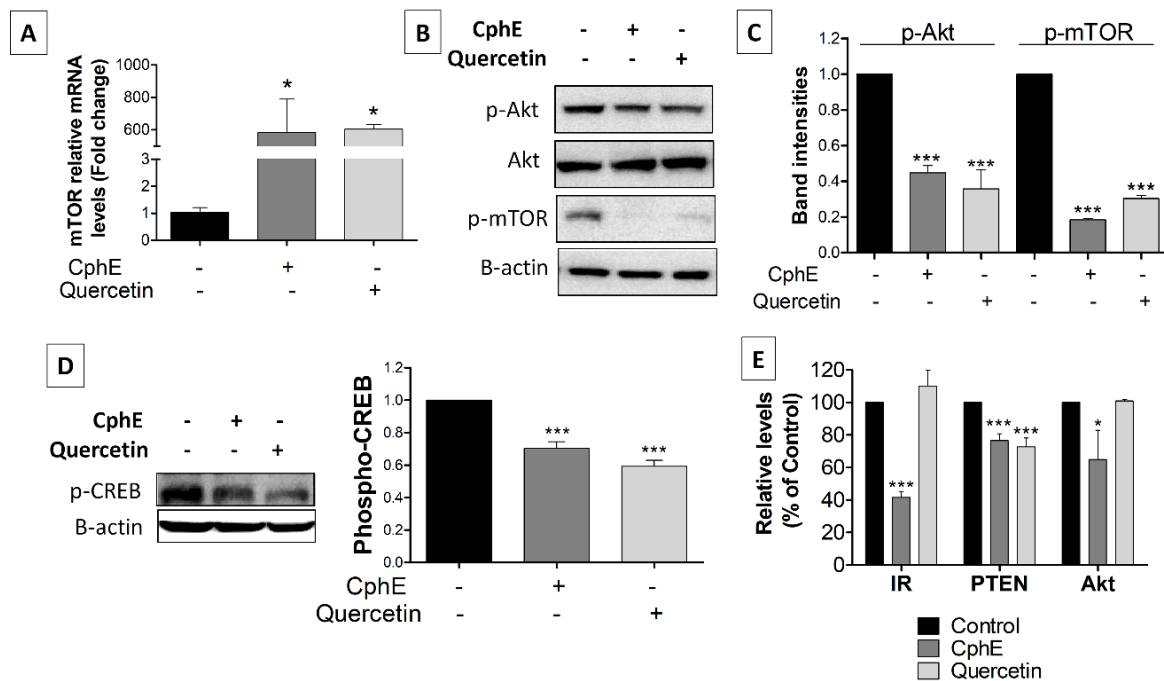 A
mTOR relative mRNA
levels (Fold change)
1000
800
600
400
3
2
1
0
*
*
CphE - + -
Quercetin - - +
B
CphE - + -
Quercetin - - +
p-Akt
Akt
p-mTOR
B-actin
C
p-Akt p-mTOR
Band intensities
1.2
1.0
0.8
0.6
0.4
0.2
0.0
*** *** *** ***
CphE - + - - + -
Quercetin - - + - - +
D
CphE - + -
Quercetin - - +
p-CREB
B-actin
Phospho-CREB
1.2
1.0
0.8
0.6
0.4
0.2
0.0
*** ***
CphE - + -
Quercetin - - +
E
Relative levels
(% of Control)
120
100
80
60
40
20
0
*** *** *** *
IR PTEN Akt
Control
CphE
Quercetin